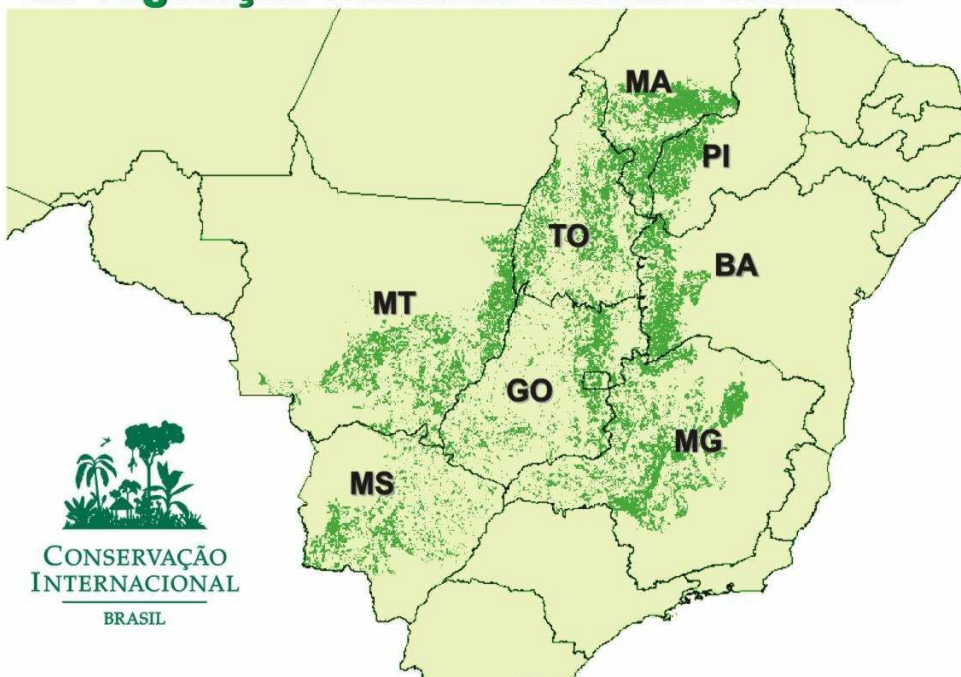 MA
PI
TO
BA
MT
GO
MG
MS
CONSERVAÇÃO
INTERNACIONAL
BRASIL